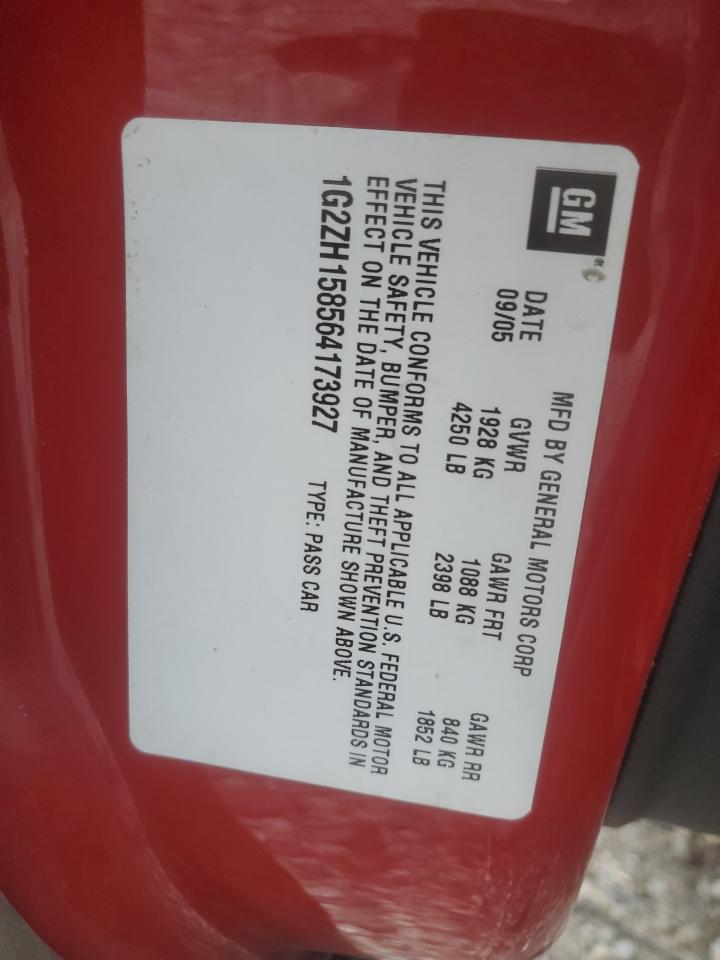 GM
MFD BY GENERAL MOTORS CORP
DATE GVWR GAWR FRT GAWR RR
09/05 1928 KG 1088 KG 840 KG
4250 LB 2398 LB 1852 LB
THIS VEHICLE CONFORMS TO ALL APPLICABLE U.S. FEDERAL MOTOR
VEHICLE SAFETY, BUMPER, AND THEFT PREVENTION STANDARDS IN
EFFECT ON THE DATE OF MANUFACTURE SHOWN ABOVE.
1G2ZH158564173927 TYPE: PASS CAR